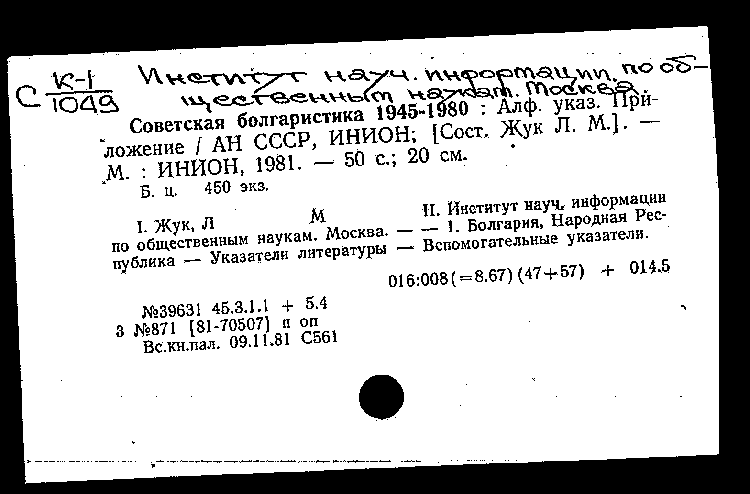 С К-1
1049
Институт науч. информации. по об-
щественным наукам. Москва.
Советская болгаристика 1945-1980 : Алф. указ. При-
ложение / АН СССР, ИНИОН; [Сост. Жук Л. М.]. —
М. : ИНИОН, 1981. — 50 с.; 20 см.
Б. ц. 450 экз.
I. Жук, Л М II. Институт науч. информации
по общественным наукам. Москва. — — 1. Болгария, Народная Рес-
публика — Указатели литературы — Вспомогательные указатели.
016:008(=8.67)(47+57) + 014.5
№39631 45.3.1.1 + 5.4
3 №871 [81-70507] п оп
Вс.кн.пал. 09.11.81 С561